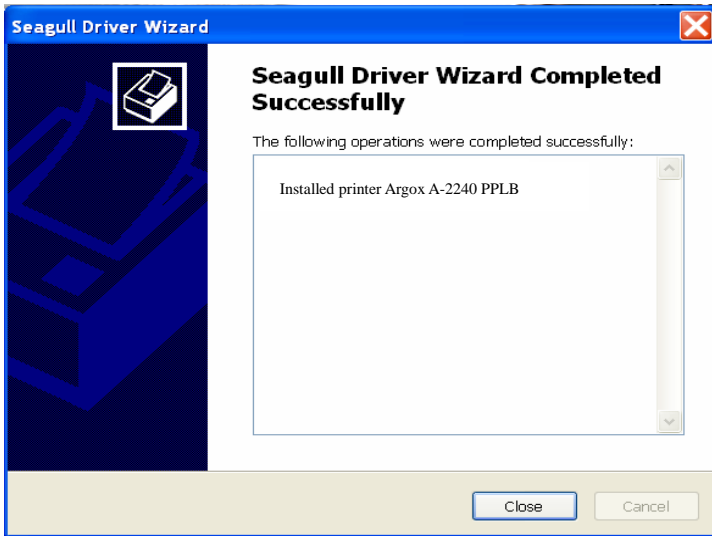 Seagull Driver Wizard
Seagull Driver Wizard Completed
Successfully
The following operations were completed successfully:
Installed printer Argox A-2240 PPLB
Close
Cancel